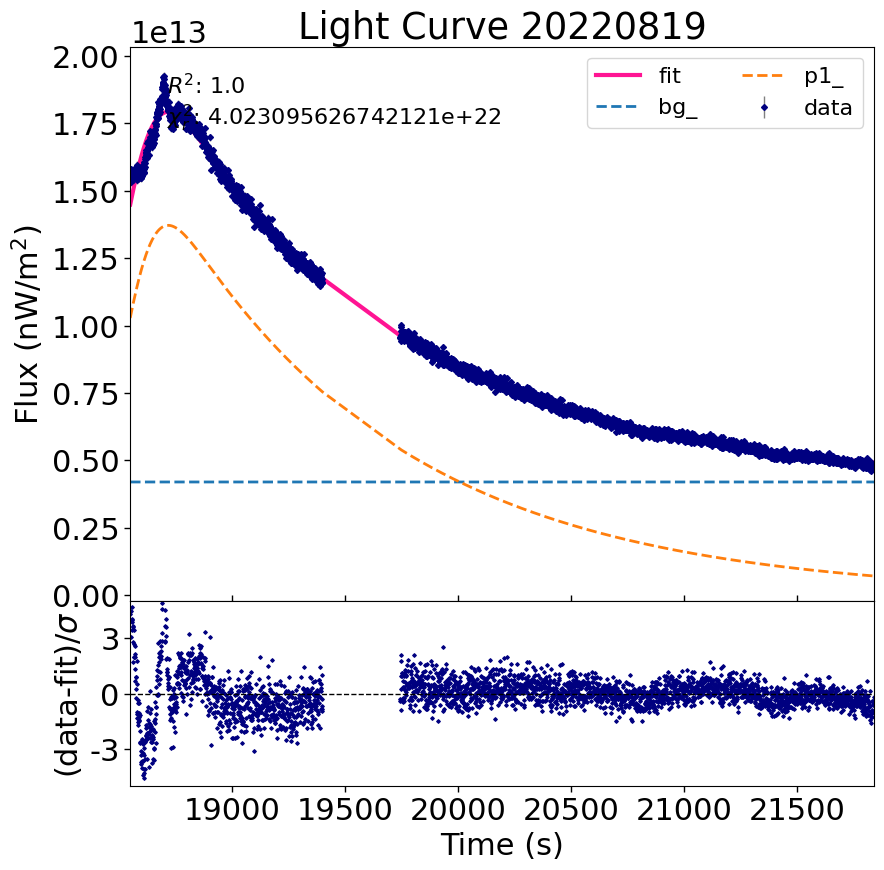 Light Curve 20220819
1e13
2.00
1.75
1.50
1.25
1.00
0.75
0.50
0.25
0.00
Flux (nW/m²)
R²: 1.0
: 4.023095626742121e+22
fit
bg_
p1_
data
3
0
-3
(data-fit)/σ
19000 19500 20000 20500 21000 21500
Time (s)